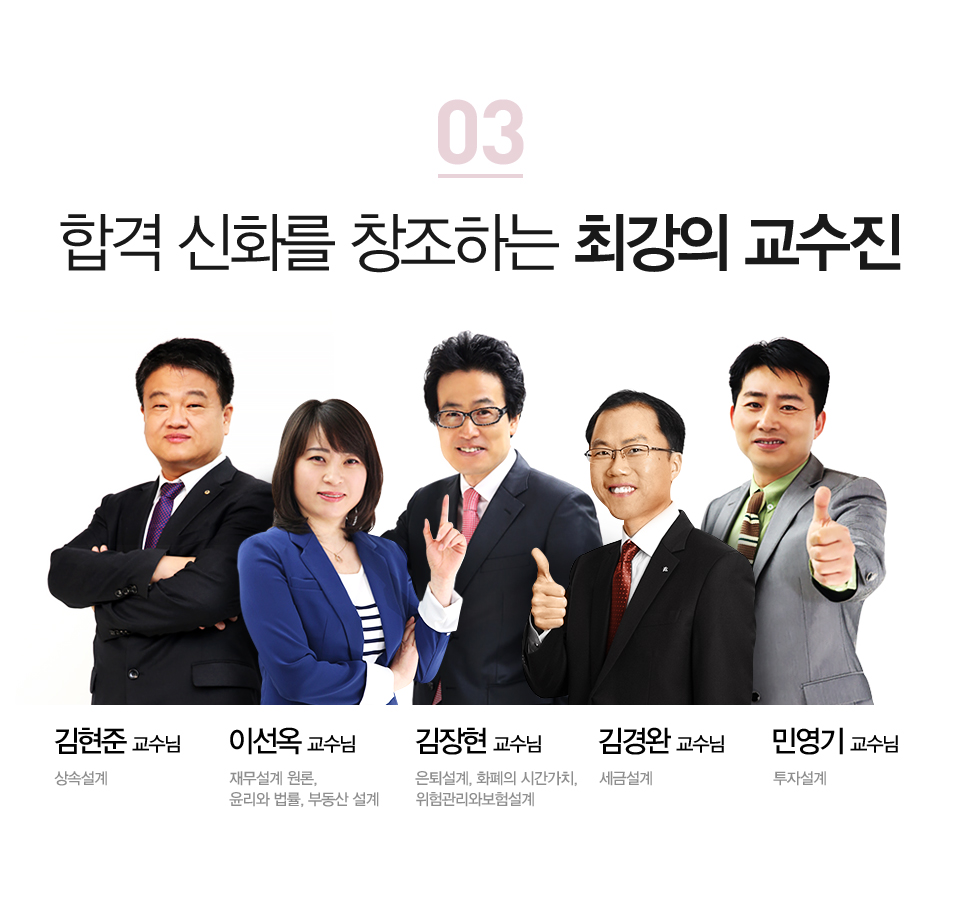 03
합격 신화를 창조하는 최강의 교수진
김현준 교수님
상속설계
이선옥 교수님
재무설계 원론,
윤리와 법률, 부동산 설계
김장현 교수님
은퇴설계, 화폐의 시간가치,
위험관리와보험설계
김경완 교수님
세금설계
민영기 교수님
투자설계